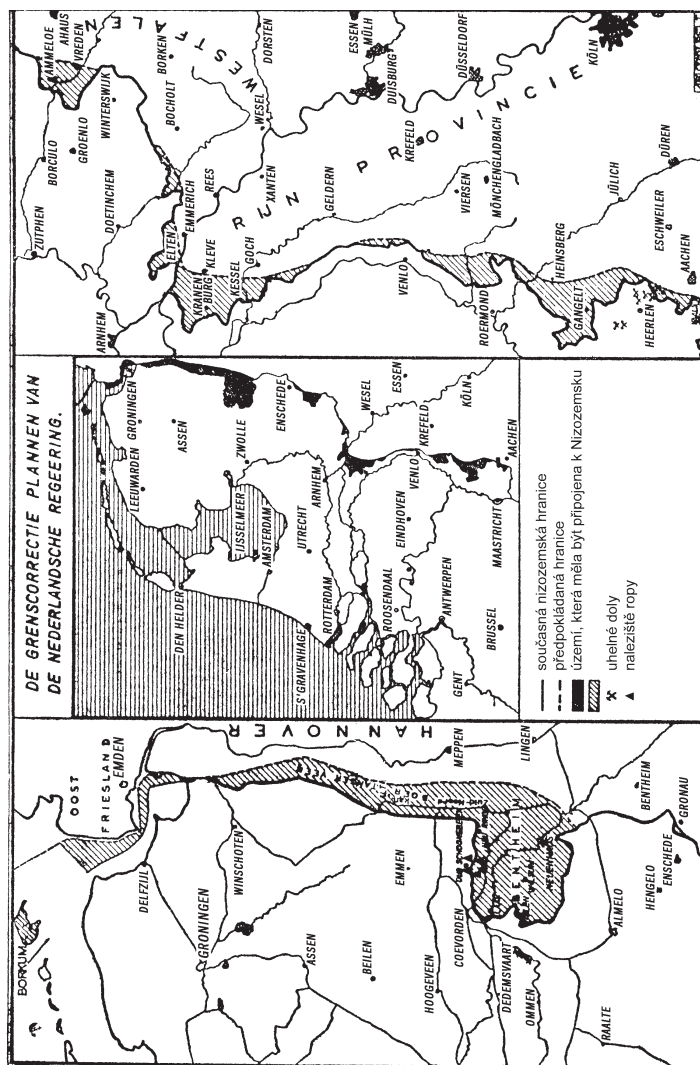 DE GRENSCORRECTIE PLANNEN VAN
DE NEDERLANDSCHE REGEERING.
BORKUM
OOST
FRIESLAND
EMDEN
DELFZIJL
GRONINGEN
WINSCHOTEN
ASSEN
BEILEN
EMMEN
HOOGEVEEN
COEVORDEN
DEDEMSVAART
OMMEN
RAALTE
ALMELO
HENGELO
ENSCHEDE
GRONAU
BENTHEIM
LINGEN
MEPPEN
HANNOVER
BENTHEIM
LEEUWARDEN
GRONINGEN
ASSEN
DEN HELDER
IJSSELMEER
ZWOLLE
AMSTERDAM
ENSCHEDE
UTRECHT
ARNHEM
S'GRAVENHAGE
ROTTERDAM
WESEL
ESSEN
ROOSENDAAL
EINDHOVEN
VENLO
KREFELD
KÖLN
ANTWERPEN
GENT
BRUSSEL
MAASTRICHT
AACHEN
současná nizozemská hranice
předpokládaná hranice
území, která měla být připojena k Nizozemsku
uhelné doly
naleziště ropy
ZUTPHEN
BORCULO
GROENLO
KAMMELOE
AHAUS
VREDEN
WINTERSWIJK
DOETINCHEM
ARNHEM
BOCHOLT
BORKEN
WESTFALEN
DORSTEN
ELTEN
EMMERICH
REES
WESEL
KRANEN
BURG
KLEVE
KESSEL
GOCH
XANTEN
GELDERN
RIJN PROVINCIE
ESSEN
MÜLH
DUISBURG
KREFELD
DÜSSELDORF
VENLO
VIERSEN
MÖNCHENGLADBACH
KÖLN
ROERMOND
HEINSBERG
GANGELT
JÜLICH
HEERLEN
ESCHWEILER
DÜREN
AACHEN